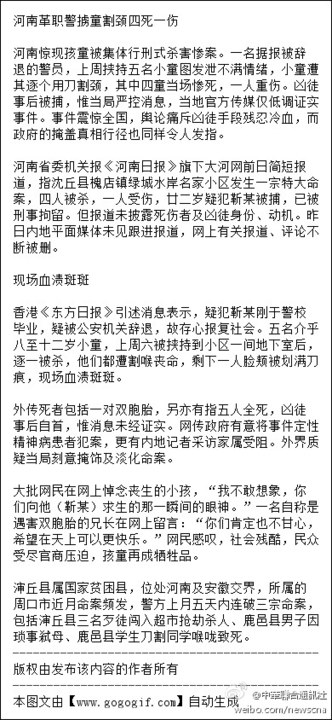 河南革职警掳童割颈四死一伤
河南惊现孩童被集体行刑式杀害惨案。一名据报被辞
退的警员，上周挟持五名小童图发泄不满情绪，小童遭
其逐个用刀割颈，其中四童当场惨死，一人重伤。凶徒
事后被捕，惟当局严控消息，当地官方传媒仅低调证实
事件。事件震惊全国，舆论痛斥凶徒手段残忍冷血，而
政府的掩盖真相行径也同样令人发指。
河南省委机关报《河南日报》旗下大河网前日简短报
道，指沈丘县槐店镇绿城水岸名家小区发生一宗特大命
案，四人被杀，一人受伤，廿二岁疑犯靳某被捕，已被
刑事拘留。但报道未披露死伤者及凶徒身份、动机。昨
日内地平面媒体未见跟进报道，网上有关报道、评论不
断被删。
现场血渍斑斑
香港《东方日报》引述消息表示，疑犯靳某刚于警校
毕业，疑被公安机关辞退，故存心报复社会。五名介乎
八至十二岁小童，上周六被挟持到小区一间地下室后，
逐一被杀，他们都遭割喉丧命，剩下一人脸颊被划满刀
痕，现场血渍斑斑。
外传死者包括一对双胞胎，另亦有指五人全死，凶徒
事后自首，惟消息未经证实。网传政府有意将事件定性
精神病患者犯案，更有内地记者采访家属受阻。外界质
疑当局刻意掩饰及淡化命案。
大批网民在网上悼念丧生的小孩，“我不敢想象，你
们向他（靳某）求生的那一瞬间的眼神。”一名自称是
遇害双胞胎的兄长在网上留言：“你们肯定也不甘心，
希望在天上可以更快乐。”网民感叹，社会残酷，民众
受尽官商压迫，孩童再成牺牲品。
浲丘县属国家贫困县，位处河南及安徽交界，所属的
周口市近月命案频发，警方上月五天内连破三宗命案，
包括浲丘县三名歹徒闯入超市抢劫杀人、鹿邑县男子因
琐事弑母、鹿邑县学生刀割同学喉咙致死。
版权由发布该内容的作者所有
本图文由【www.gogogif.com】自动生成
@中华联合通讯社
weibo.com/newscna